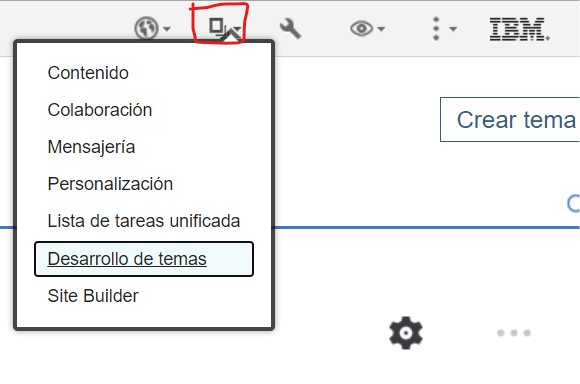 IBM
Contenido
Colaboración
Mensajería
Personalización
Lista de tareas unificada
Desarrollo de temas
Site Builder
Crear tema